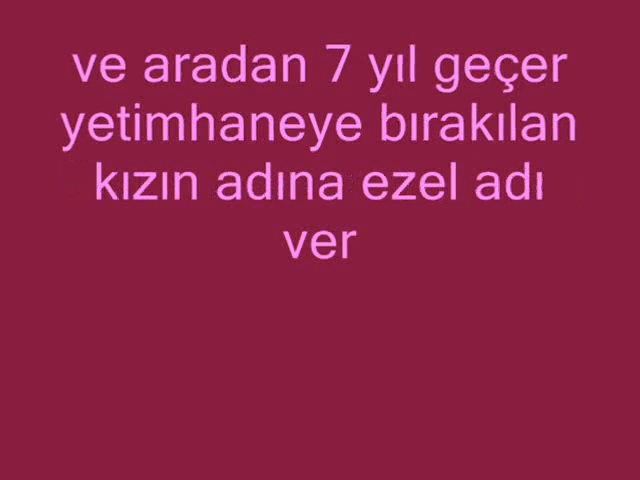 ve aradan 7 yıl geçer
yetimhaneye bırakılan
kızın adına ezel adı
ver